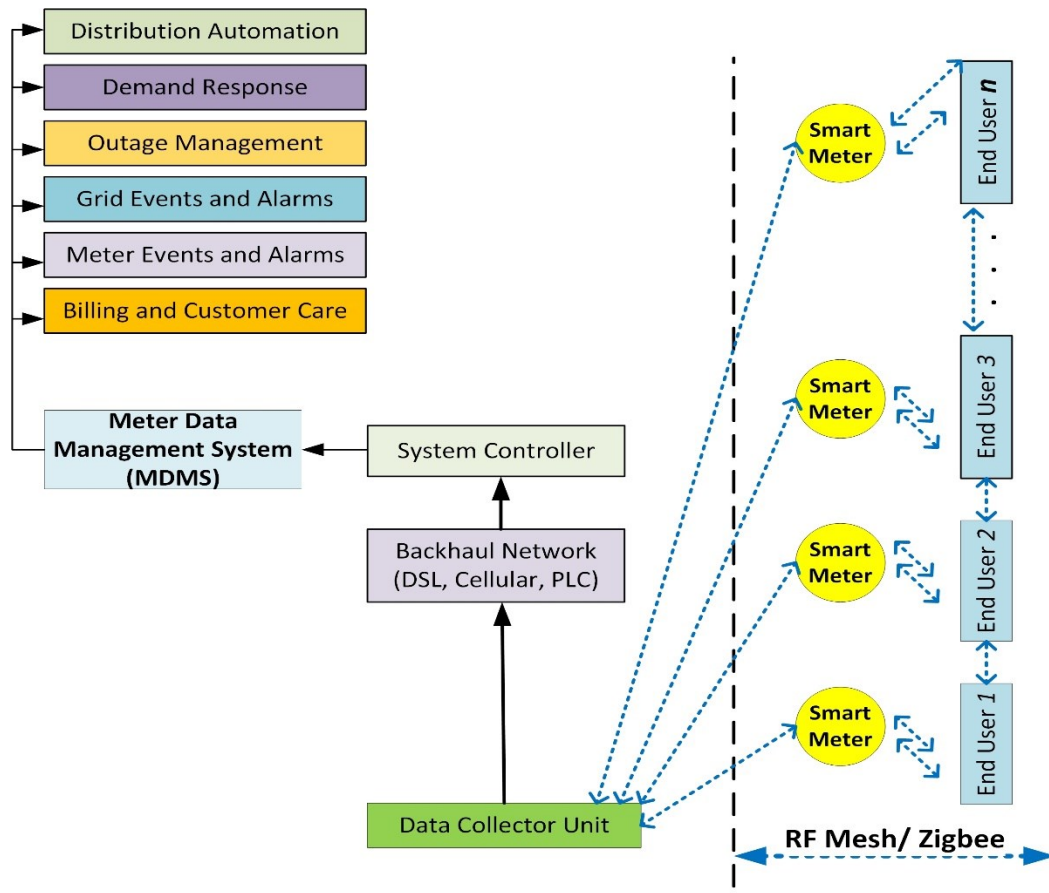 Distribution Automation
Demand Response
Outage Management
Grid Events and Alarms
Meter Events and Alarms
Billing and Customer Care
Meter Data
Management System
(MDMS)
System Controller
Backhaul Network
(DSL, Cellular, PLC)
Data Collector Unit
Smart
Meter
End User n
Smart
Meter
End User 3
Smart
Meter
End User 2
Smart
Meter
End User 1
RF Mesh/ Zigbee